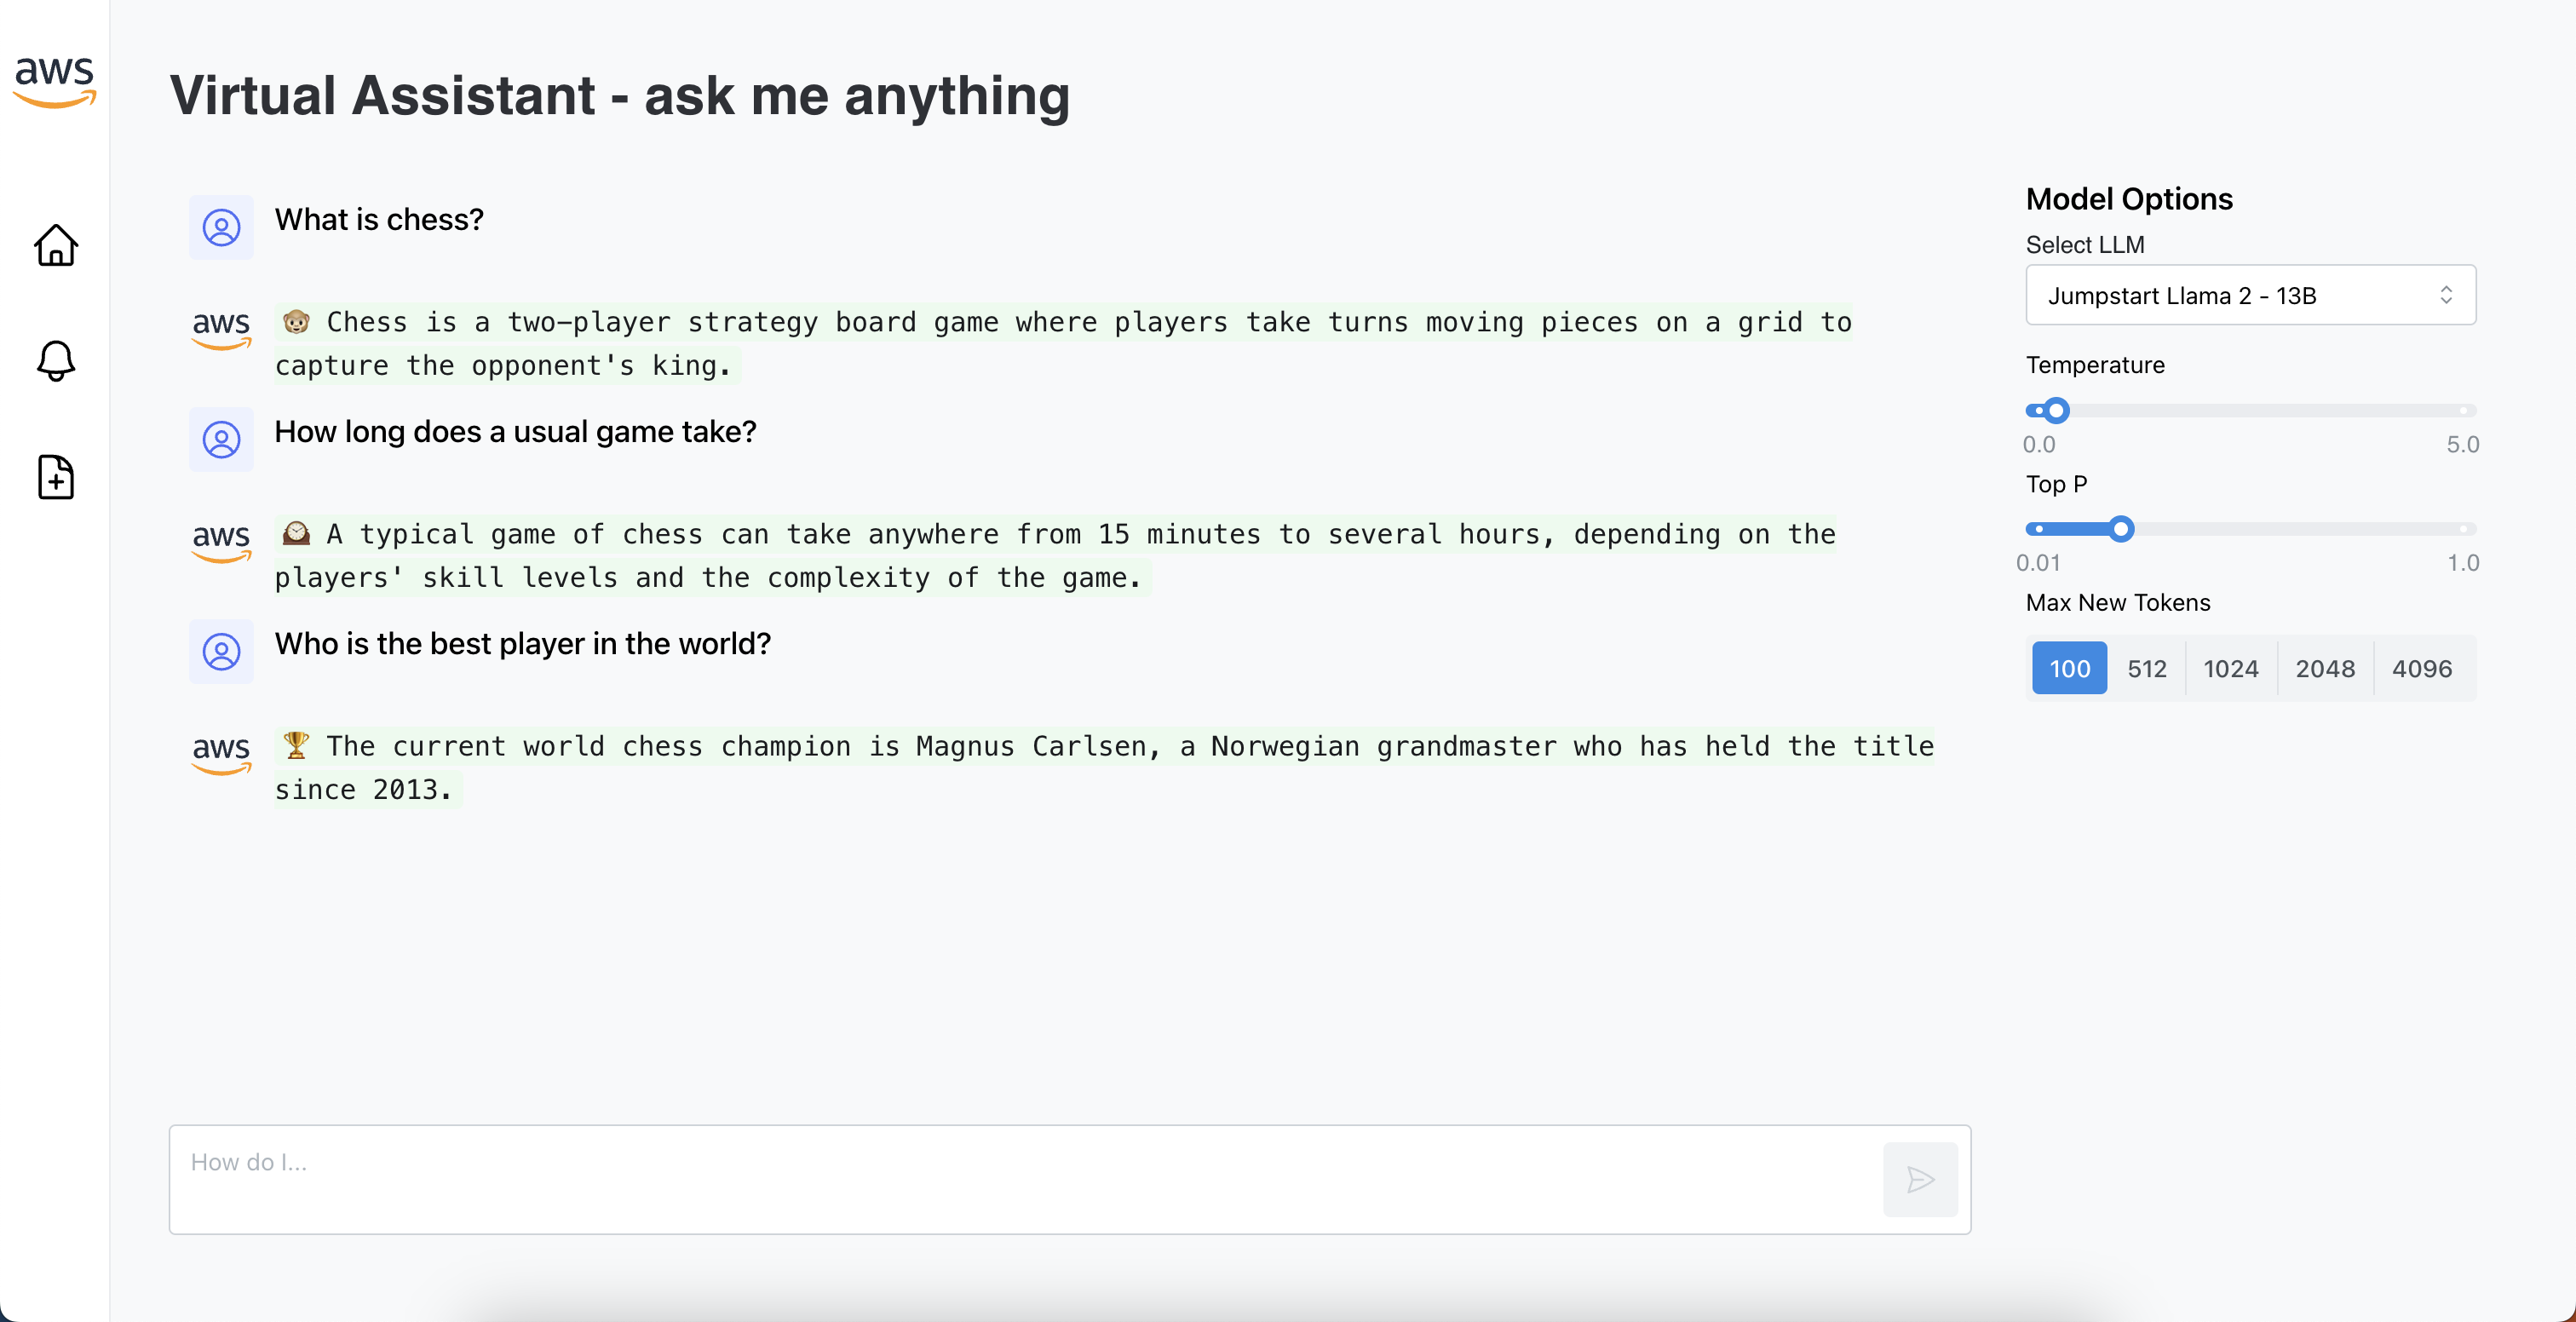 aws
Virtual Assistant - ask me anything
What is chess?
aws
🐵 Chess is a two-player strategy board game where players take turns moving pieces on a grid to
capture the opponent's king.
How long does a usual game take?
aws
🕰️ A typical game of chess can take anywhere from 15 minutes to several hours, depending on the
players' skill levels and the complexity of the game.
Who is the best player in the world?
aws
🏆 The current world chess champion is Magnus Carlsen, a Norwegian grandmaster who has held the title
since 2013.
How do I...
Model Options
Select LLM
Jumpstart Llama 2 - 13B
Temperature
0.0 5.0
Top P
0.01 1.0
Max New Tokens
100 512 1024 2048 4096